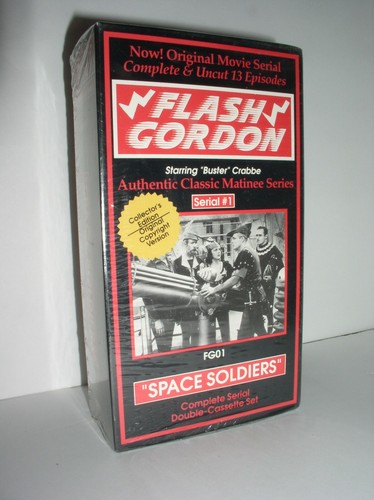 Now! Original Movie Serial
Complete & Uncut 13 Episodes
FLASH
GORDON
Starring "Buster" Crabbe
Authentic Classic Matinee Series
Serial #1
Collector's
Edition
Original
Copyright
Version
FG01
"SPACE SOLDIERS"
Complete Serial
Double-Cassette Set